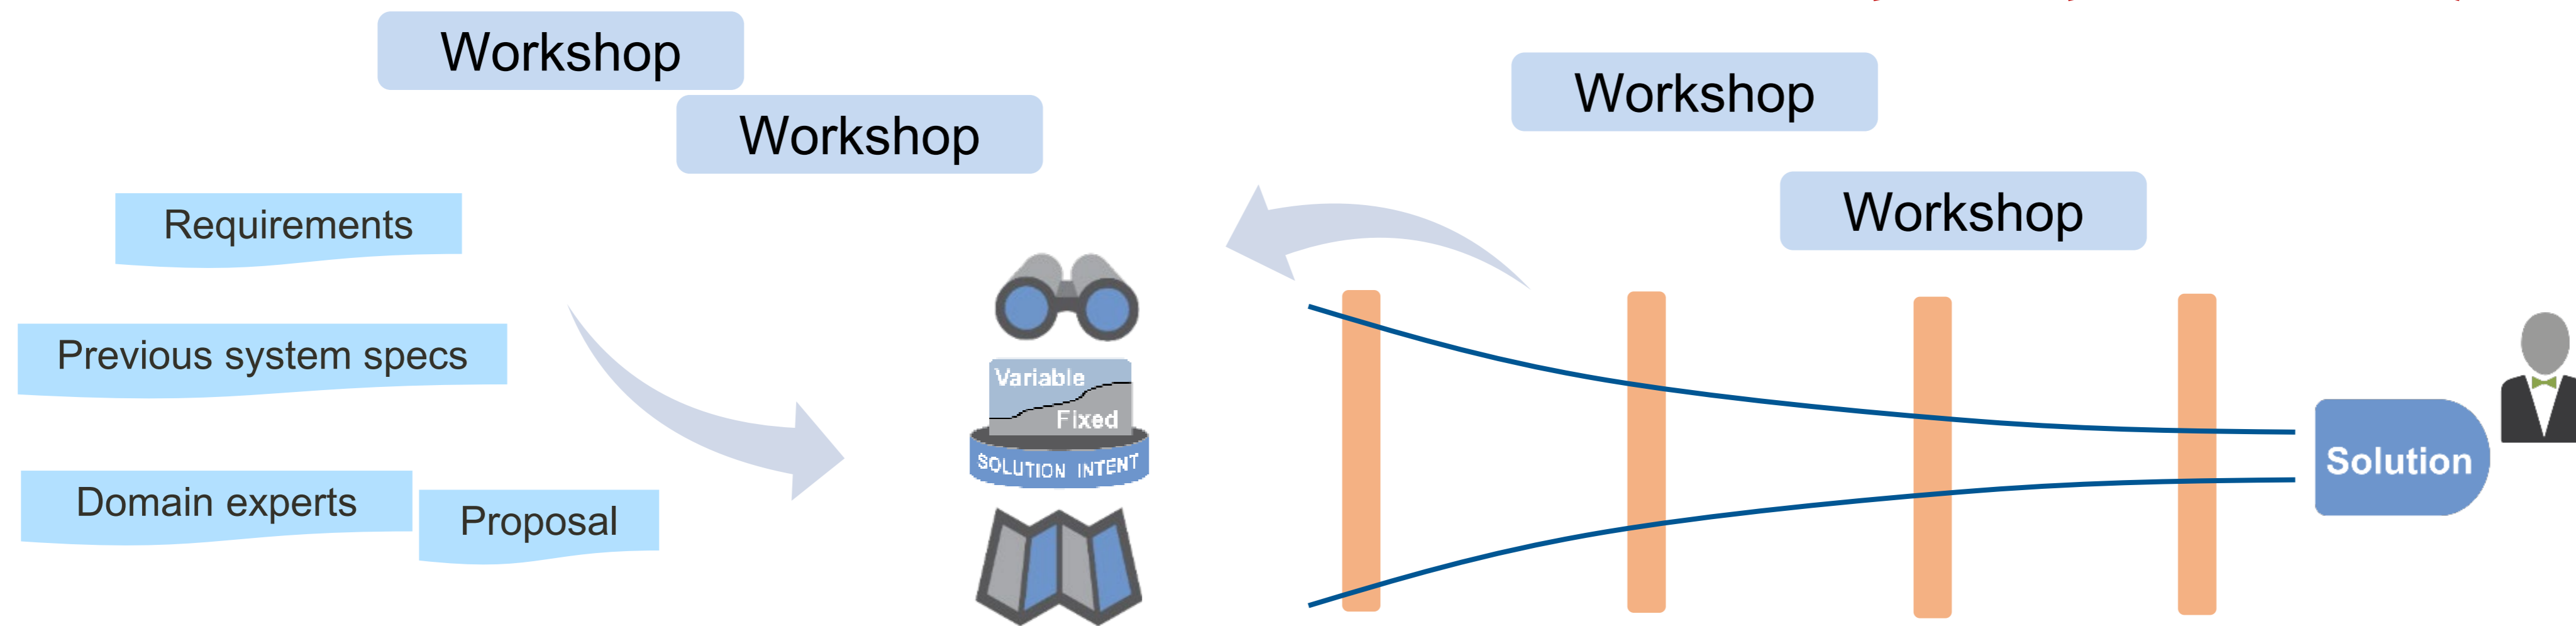 Workshop
Workshop
Workshop
Workshop
Requirements
Previous system specs
Domain experts
Proposal
Variable
Fixed
SOLUTION INTENT
Solution